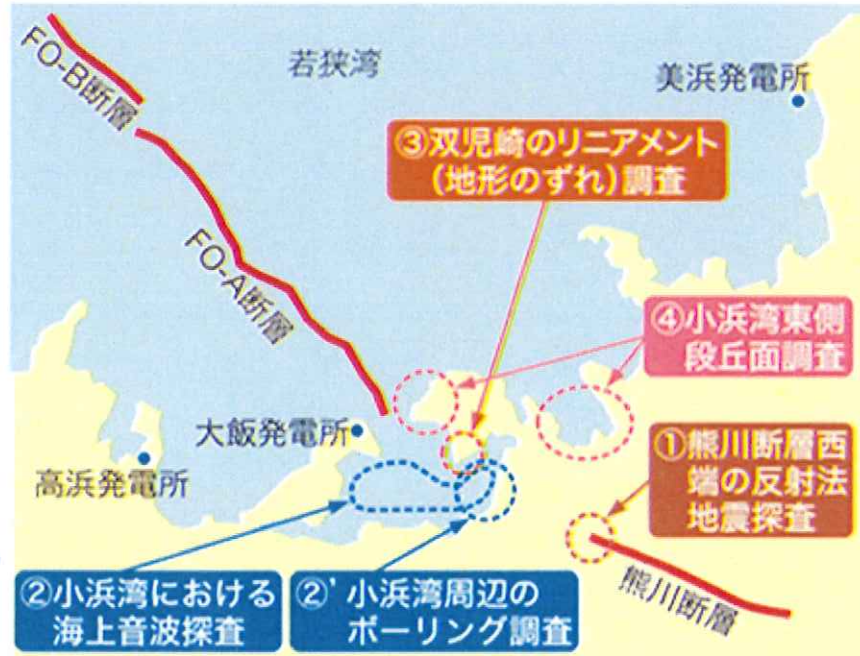 FO-B断層
若狭湾
美浜発電所
③双児崎のリニアメント
(地形のずれ)調査
FO-A断層
④小浜湾東側
段丘面調査
大飯発電所
高浜発電所
①熊川断層西
端の反射法
地震探査
②小浜湾における
海上音波探査
②'小浜湾周辺の
ボーリング調査
熊川断層